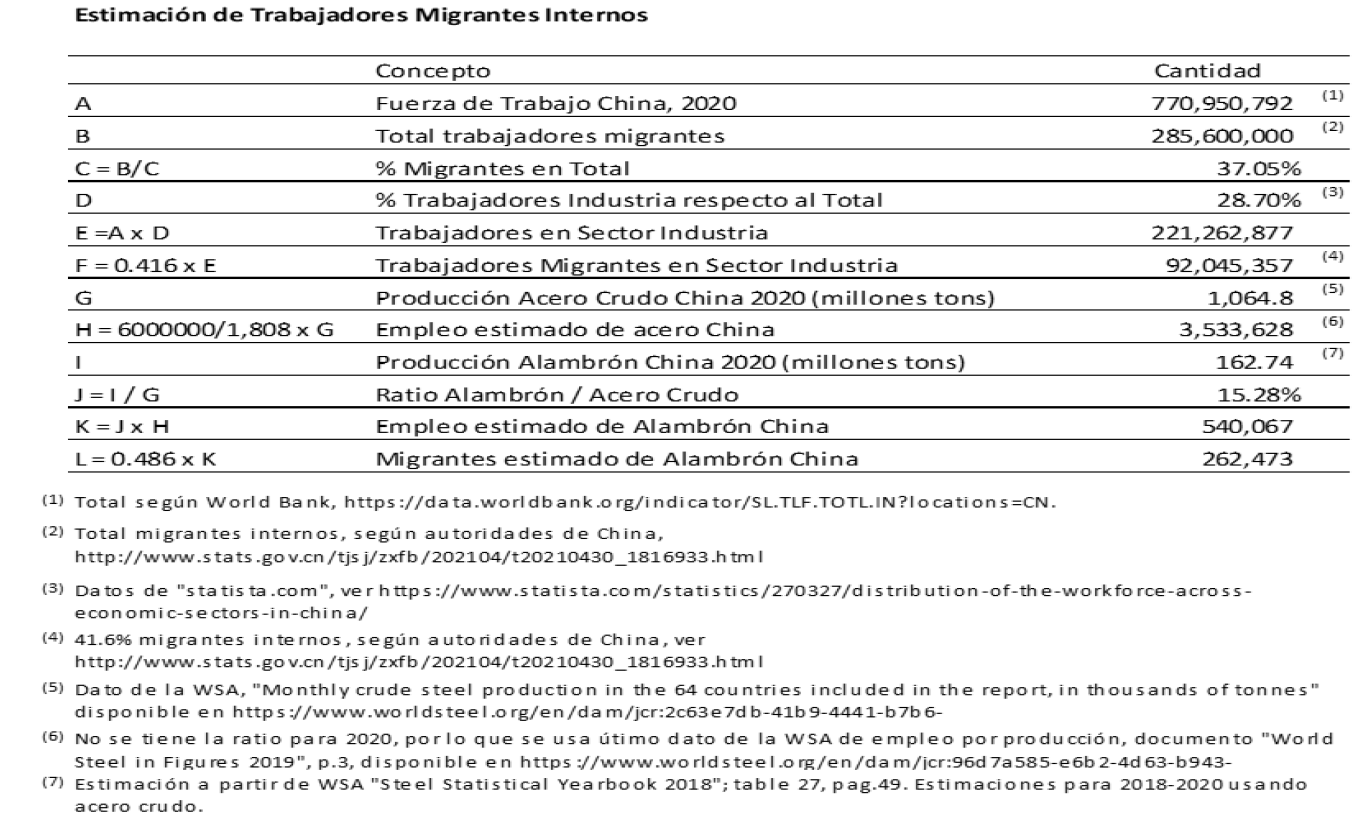 Estimación de Trabajadores Migrantes Internos
Concepto Cantidad
A Fuerza de Trabajo China, 2020 770,950,792 (1)
B Total trabajadores migrantes 285,600,000 (2)
C = B/C % Migrantes en Total 37.05%
D % Trabajadores Industria respecto al Total 28.70% (3)
E =A x D Trabajadores en Sector Industria 221,262,877
F = 0.416 x E Trabajadores Migrantes en Sector Industria 92,045,357 (4)
G Producción Acero Crudo China 2020 (millones tons) 1,064.8 (5)
H = 6000000/1,808 x G Empleo estimado de acero China 3,533,628 (6)
I Producción Alambrón China 2020 (millones tons) 162.74 (7)
J = I / G Ratio Alambrón / Acero Crudo 15.28%
K = J x H Empleo estimado de Alambrón China 540,067
L = 0.486 x K Migrantes estimado de Alambrón China 262,473
(1) Total según World Bank, https://data.worldbank.org/indicator/SL.TLF.TOTL.IN?locations=CN.
(2) Total migrantes internos, según autoridades de China,
http://www.stats.gov.cn/tjsj/zxfb/202104/t20210430_1816933.html
(3) Datos de "statista.com", ver https://www.statista.com/statistics/270327/distribution-of-the-workforce-across-
economic-sectors-in-china/
(4) 41.6% migrantes internos, según autoridades de China, ver
http://www.stats.gov.cn/tjsj/zxfb/202104/t20210430_1816933.html
(5) Dato de la WSA, "Monthly crude steel production in the 64 countries included in the report, in thousands of tonnes"
disponible en https://www.worldsteel.org/en/dam/jcr:2c63e7db-41b9-4441-b7b6-
(6) No se tiene la ratio para 2020, por lo que se usa útimo dato de la WSA de empleo por producción, documento "World
Steel in Figures 2019", p.3, disponible en https://www.worldsteel.org/en/dam/jcr:96d7a585-e6b2-4d63-b943-
(7) Estimación a partir de WSA "Steel Statistical Yearbook 2018"; table 27, pag.49. Estimaciones para 2018-2020 usando
acero crudo.